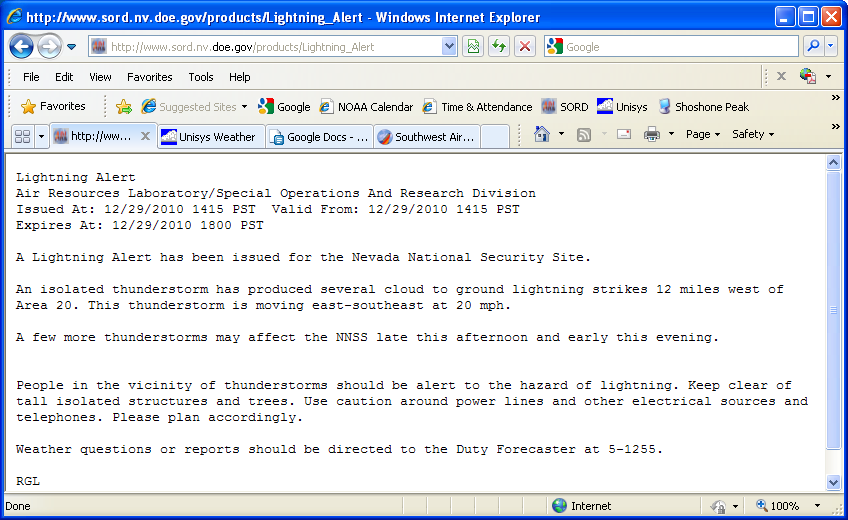 http://www.sord.nv.doe.gov/products/Lightning_Alert - Windows Internet Explorer
http://www.sord.nv.doe.gov/products/Lightning_Alert
Google
File Edit View Favorites Tools Help
Favorites Suggested Sites Google NOAA Calendar Time & Attendance SORD Unisys Shoshone Peak »
http://ww... Unisys Weather Google Docs - ... Southwest Air... Page Safety »
Lightning Alert
Air Resources Laboratory/Special Operations And Research Division
Issued At: 12/29/2010 1415 PST Valid From: 12/29/2010 1415 PST
Expires At: 12/29/2010 1800 PST
A Lightning Alert has been issued for the Nevada National Security Site.
An isolated thunderstorm has produced several cloud to ground lightning strikes 12 miles west of
Area 20. This thunderstorm is moving east-southeast at 20 mph.
A few more thunderstorms may affect the NNSS late this afternoon and early this evening.
People in the vicinity of thunderstorms should be alert to the hazard of lightning. Keep clear of
tall isolated structures and trees. Use caution around power lines and other electrical sources and
telephones. Please plan accordingly.
Weather questions or reports should be directed to the Duty Forecaster at 5-1255.
RGL
Done Internet 100%